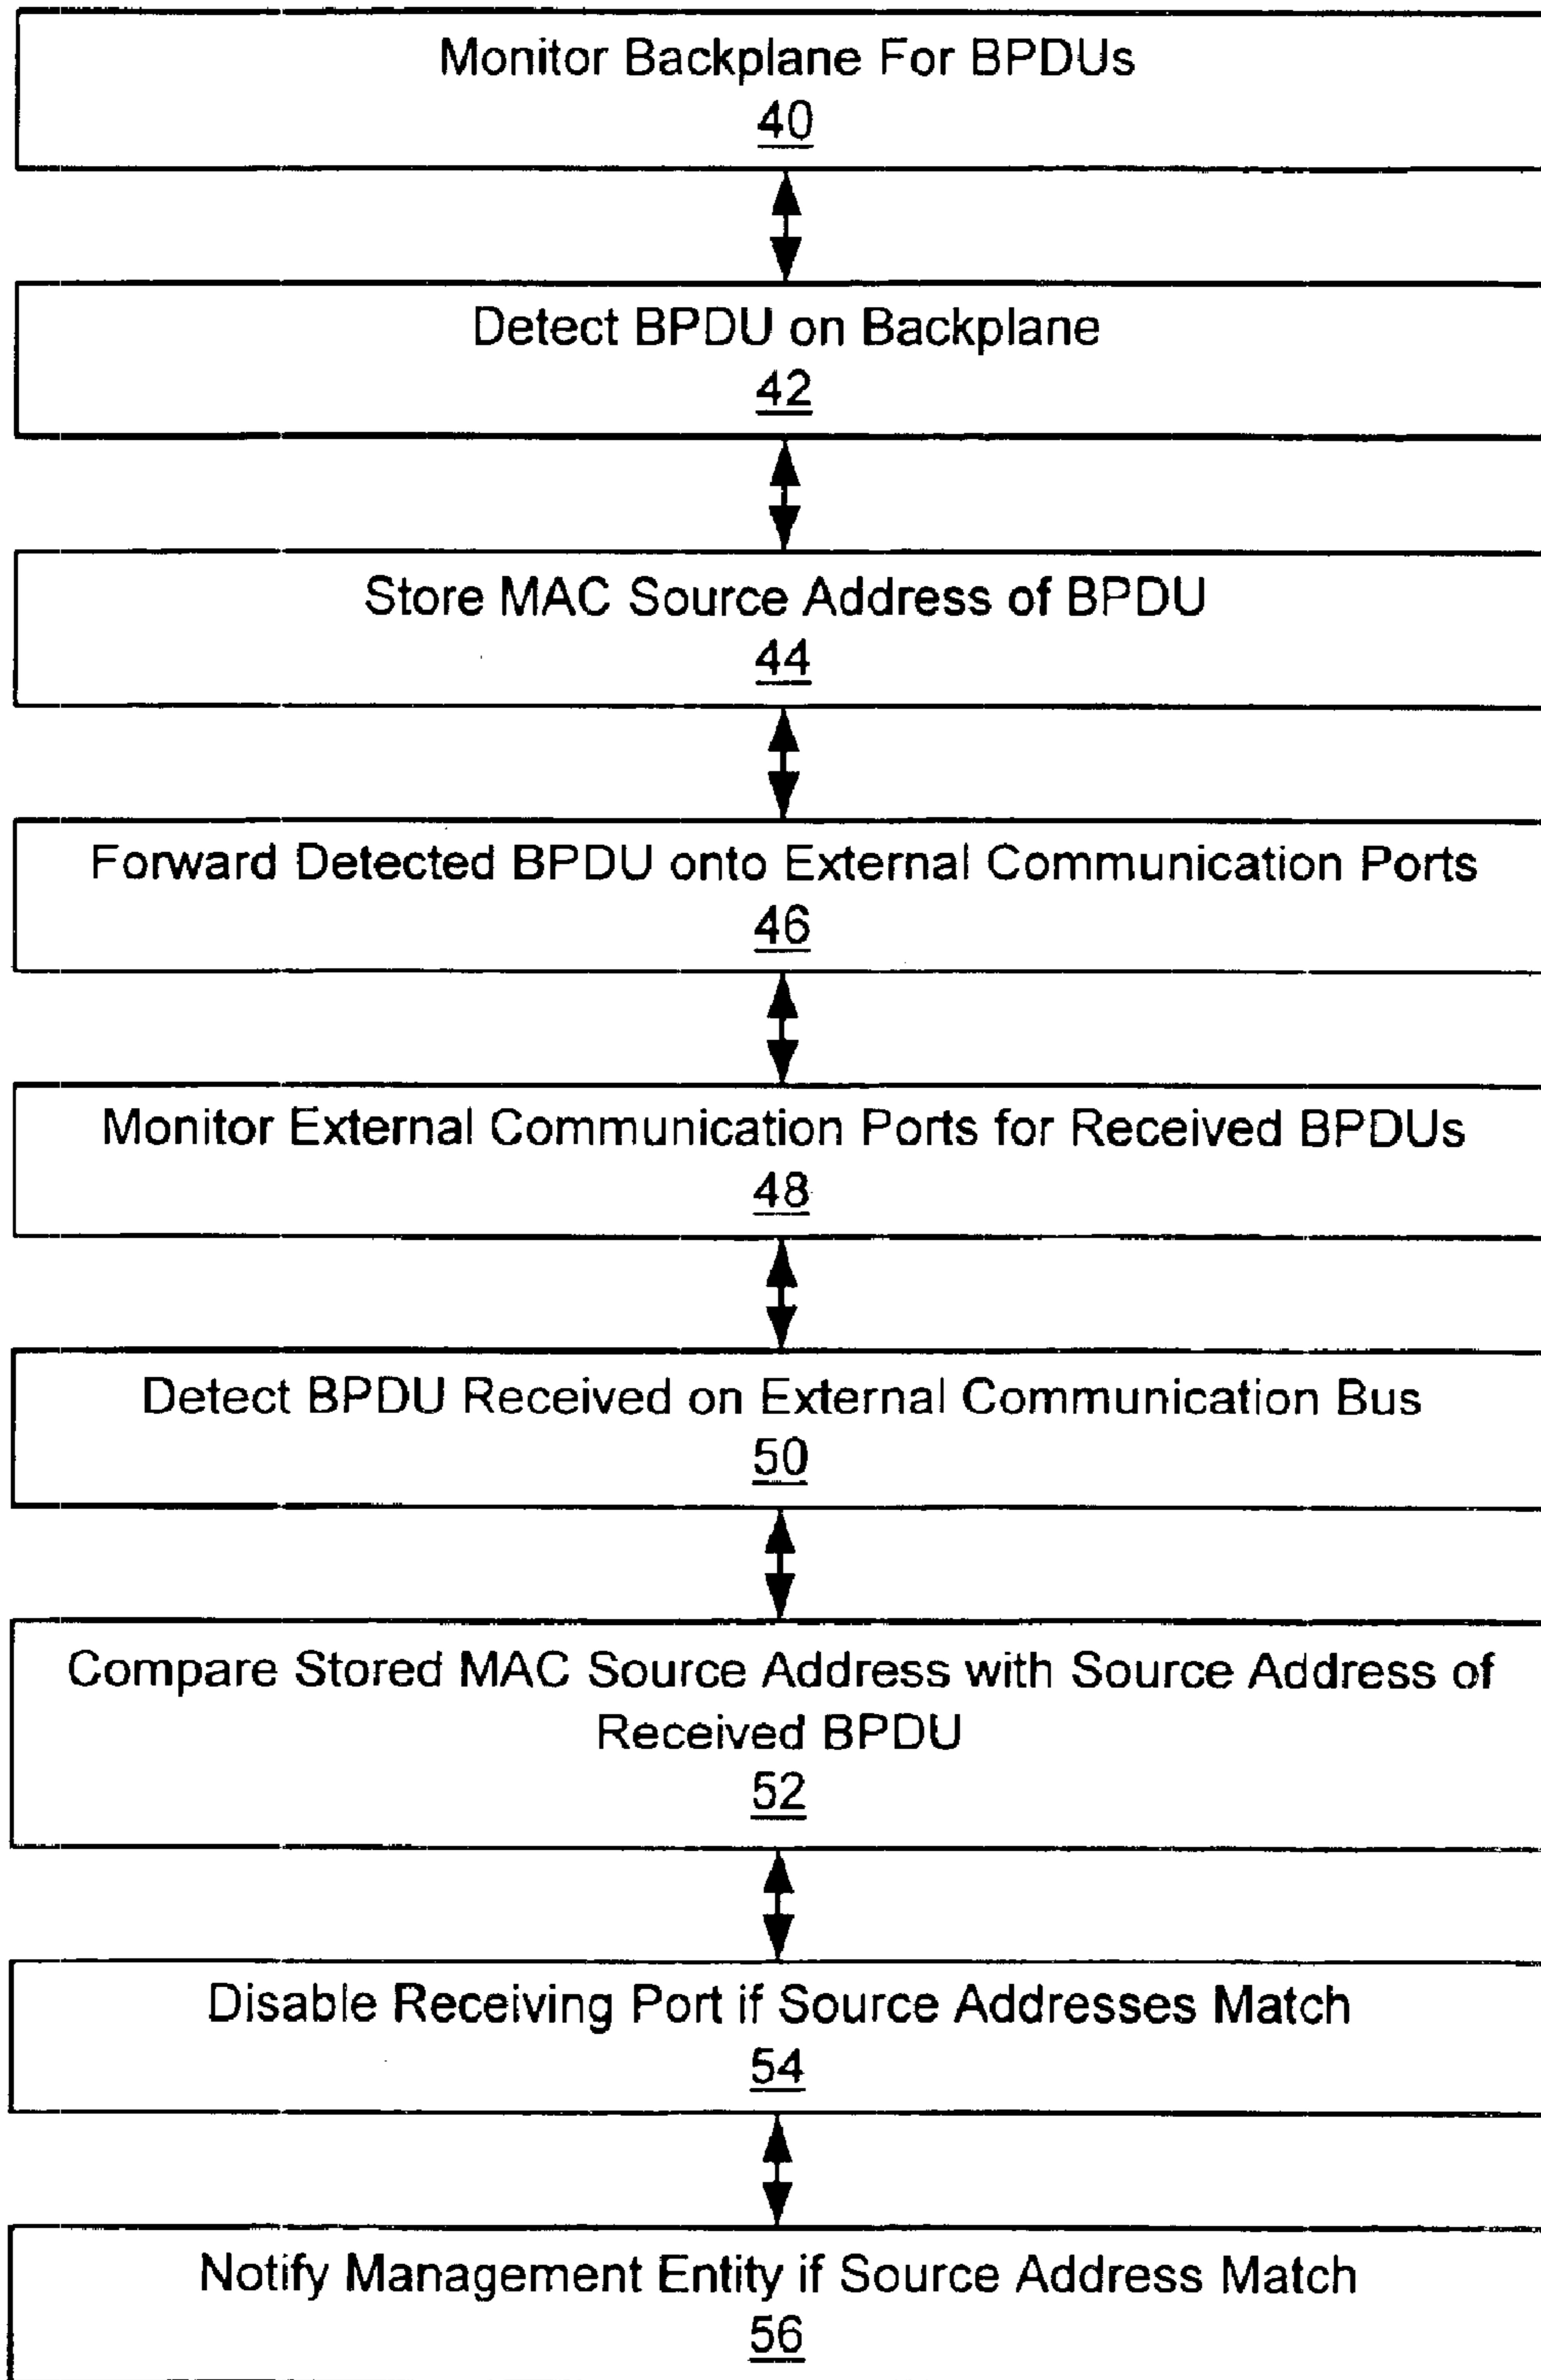 Monitor Backplane For BPDUs
40
Detect BPDU on Backplane
42
Store MAC Source Address of BPDU
44
Forward Detected BPDU onto External Communication Ports
46
Monitor External Communication Ports for Received BPDUs
48
Detect BPDU Received on External Communication Bus
50
Compare Stored MAC Source Address with Source Address of
Received BPDU
52
Disable Receiving Port if Source Addresses Match
54
Notify Management Entity if Source Address Match
56